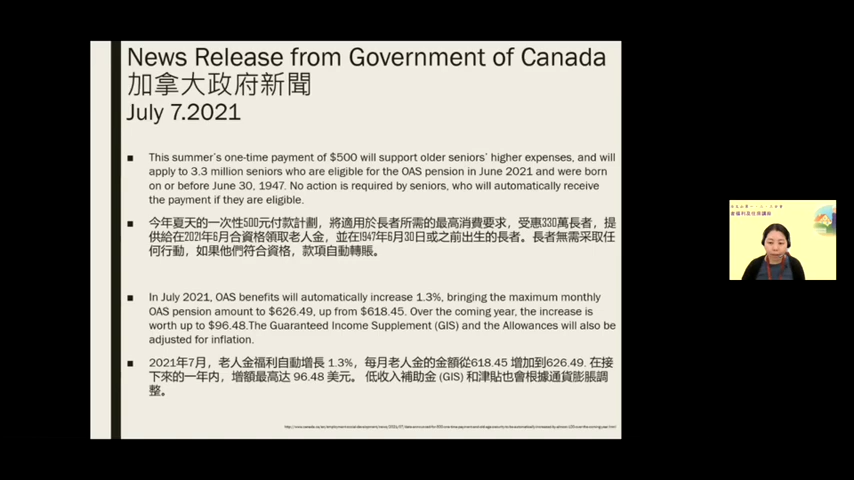 News Release from Government of Canada
加拿大政府新聞
July 7.2021
■ This summer's one-time payment of $500 will support older seniors' higher expenses, and will
apply to 3.3 million seniors who are eligible for the OAS pension in June 2021 and were born
on or before June 30, 1947. No action is required by seniors, who will automatically receive
the payment if they are eligible.
■ 今年夏天的一次性500元付款計劃，將適用於長者所需的最高消費要求，受惠330萬長者，提
供給在2021年6月合資格領取老人金，並在1947年6月30日或之前出生的長者。長者無需采取任
何行動，如果他們符合資格，款項自動轉賬。
■ In July 2021, OAS benefits will automatically increase 1.3%, bringing the maximum monthly
OAS pension amount to $626.49, up from $618.45. Over the coming year, the increase is
worth up to $96.48.The Guaranteed Income Supplement (GIS) and the Allowances will also be
adjusted for inflation.
■ 2021年7月，老人金福利自動增長 1.3%，每月老人金的金額從618.45 增加到626.49. 在接
下來的一年内，增額最高达 96.48 美元。 低收入補助金 (GIS) 和津貼也會根據通貨膨脹調
整。